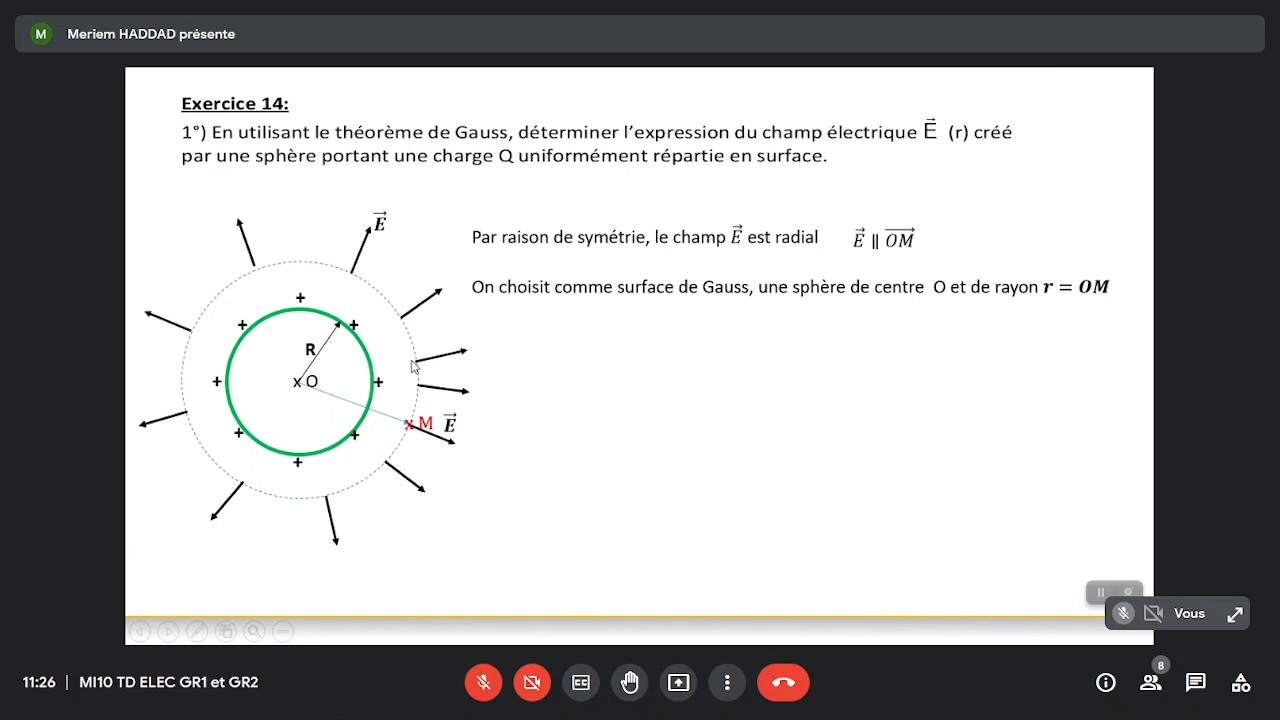 M Meriem HADDAD présente
Exercice 14:
1°) En utilisant le théorème de Gauss, déterminer l’expression du champ électrique E⃗ (r) créé
par une sphère portant une charge Q uniformément répartie en surface.
E⃗
Par raison de symétrie, le champ E⃗ est radial E⃗ ∥ OM⃗
On choisit comme surface de Gauss, une sphère de centre O et de rayon r = OM
+
+ +
R
+ x O +
x M E⃗
+ +
+
Vous
11:26 | MI10 TD ELEC GR1 et GR2
8